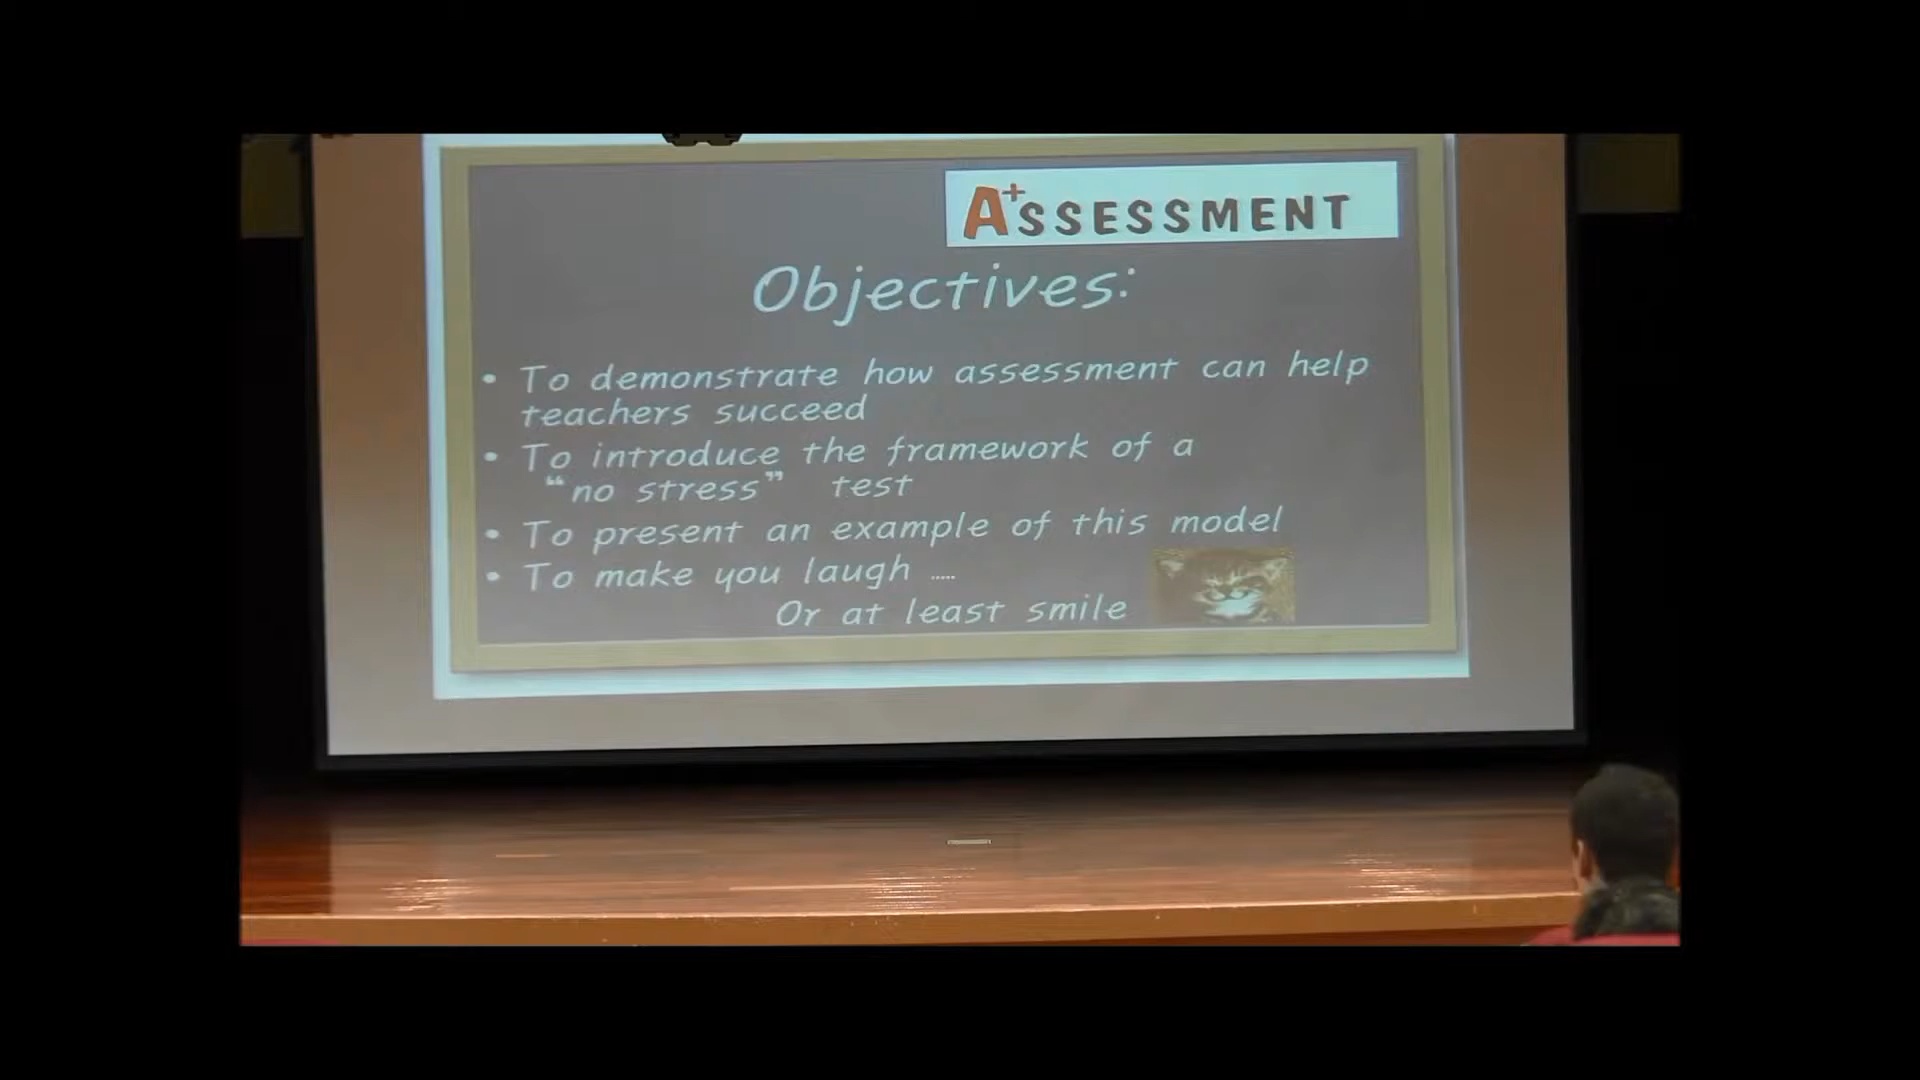 A+SSESSMENT
Objectives:
• To demonstrate how assessment can help
teachers succeed
• To introduce the framework of a
“no stress” test
• To present an example of this model
• To make you laugh .....
Or at least smile